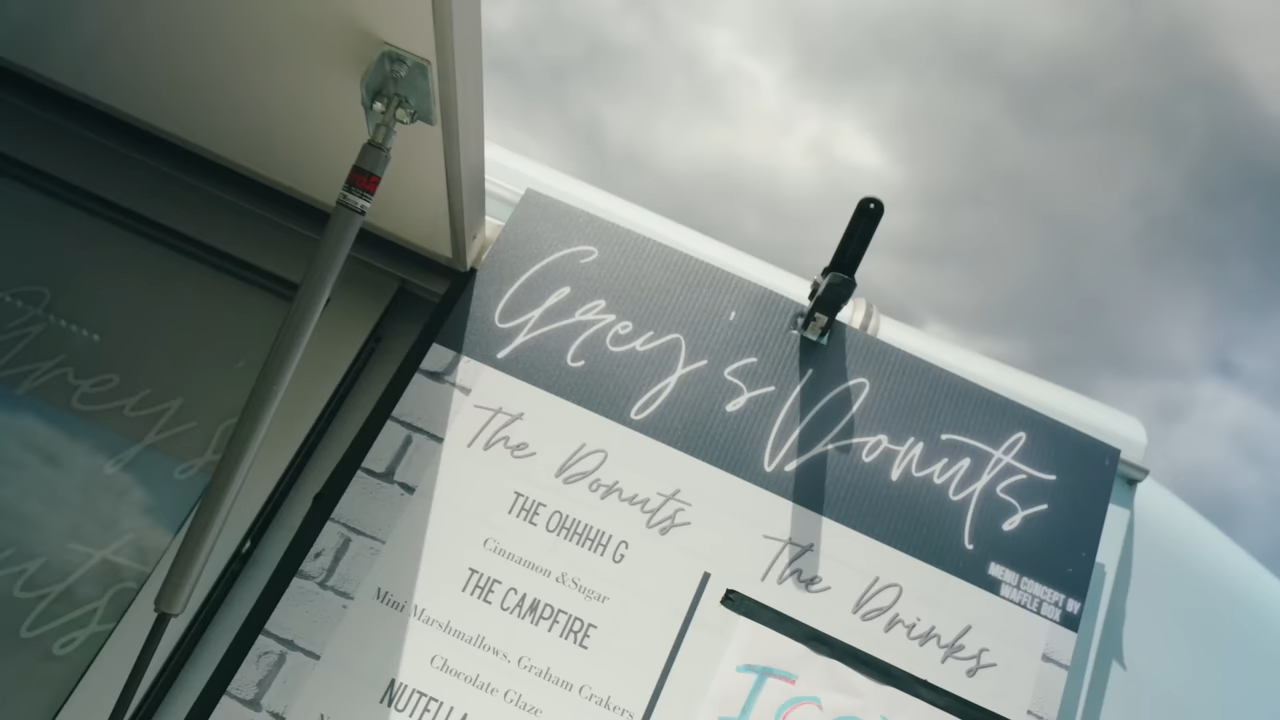 Grey's Donuts
MENU CONCEPT BY
WAFFLE BOX
The Donuts
THE OHHHH G
Cinnamon &Sugar
THE CAMPFIRE
Mini Marshmallows, Graham Crakers
Chocolate Glaze
The Drinks
Grey's